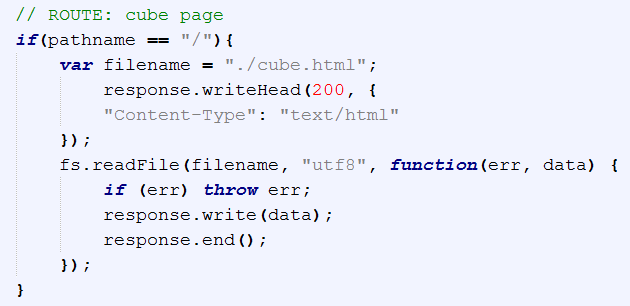 // ROUTE: cube page
if(pathname == "/"){
    var filename = "./cube.html";
        response.writeHead(200, {
        "Content-Type": "text/html"
    });
    fs.readFile(filename, "utf8", function(err, data) {
        if (err) throw err;
        response.write(data);
        response.end();
    });
}